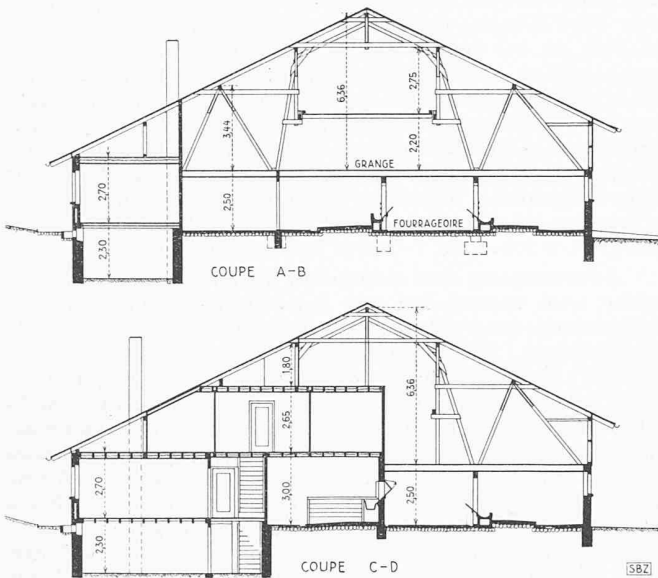 6,36
2,75
3,44
2,20
GRANGE
2,70
2,50
FOURRAGEOIRE
2,30
COUPE A-B
1,80
6,36
2,65
2,70
3,00
2,50
2,30
COUPE C-D
SBZ